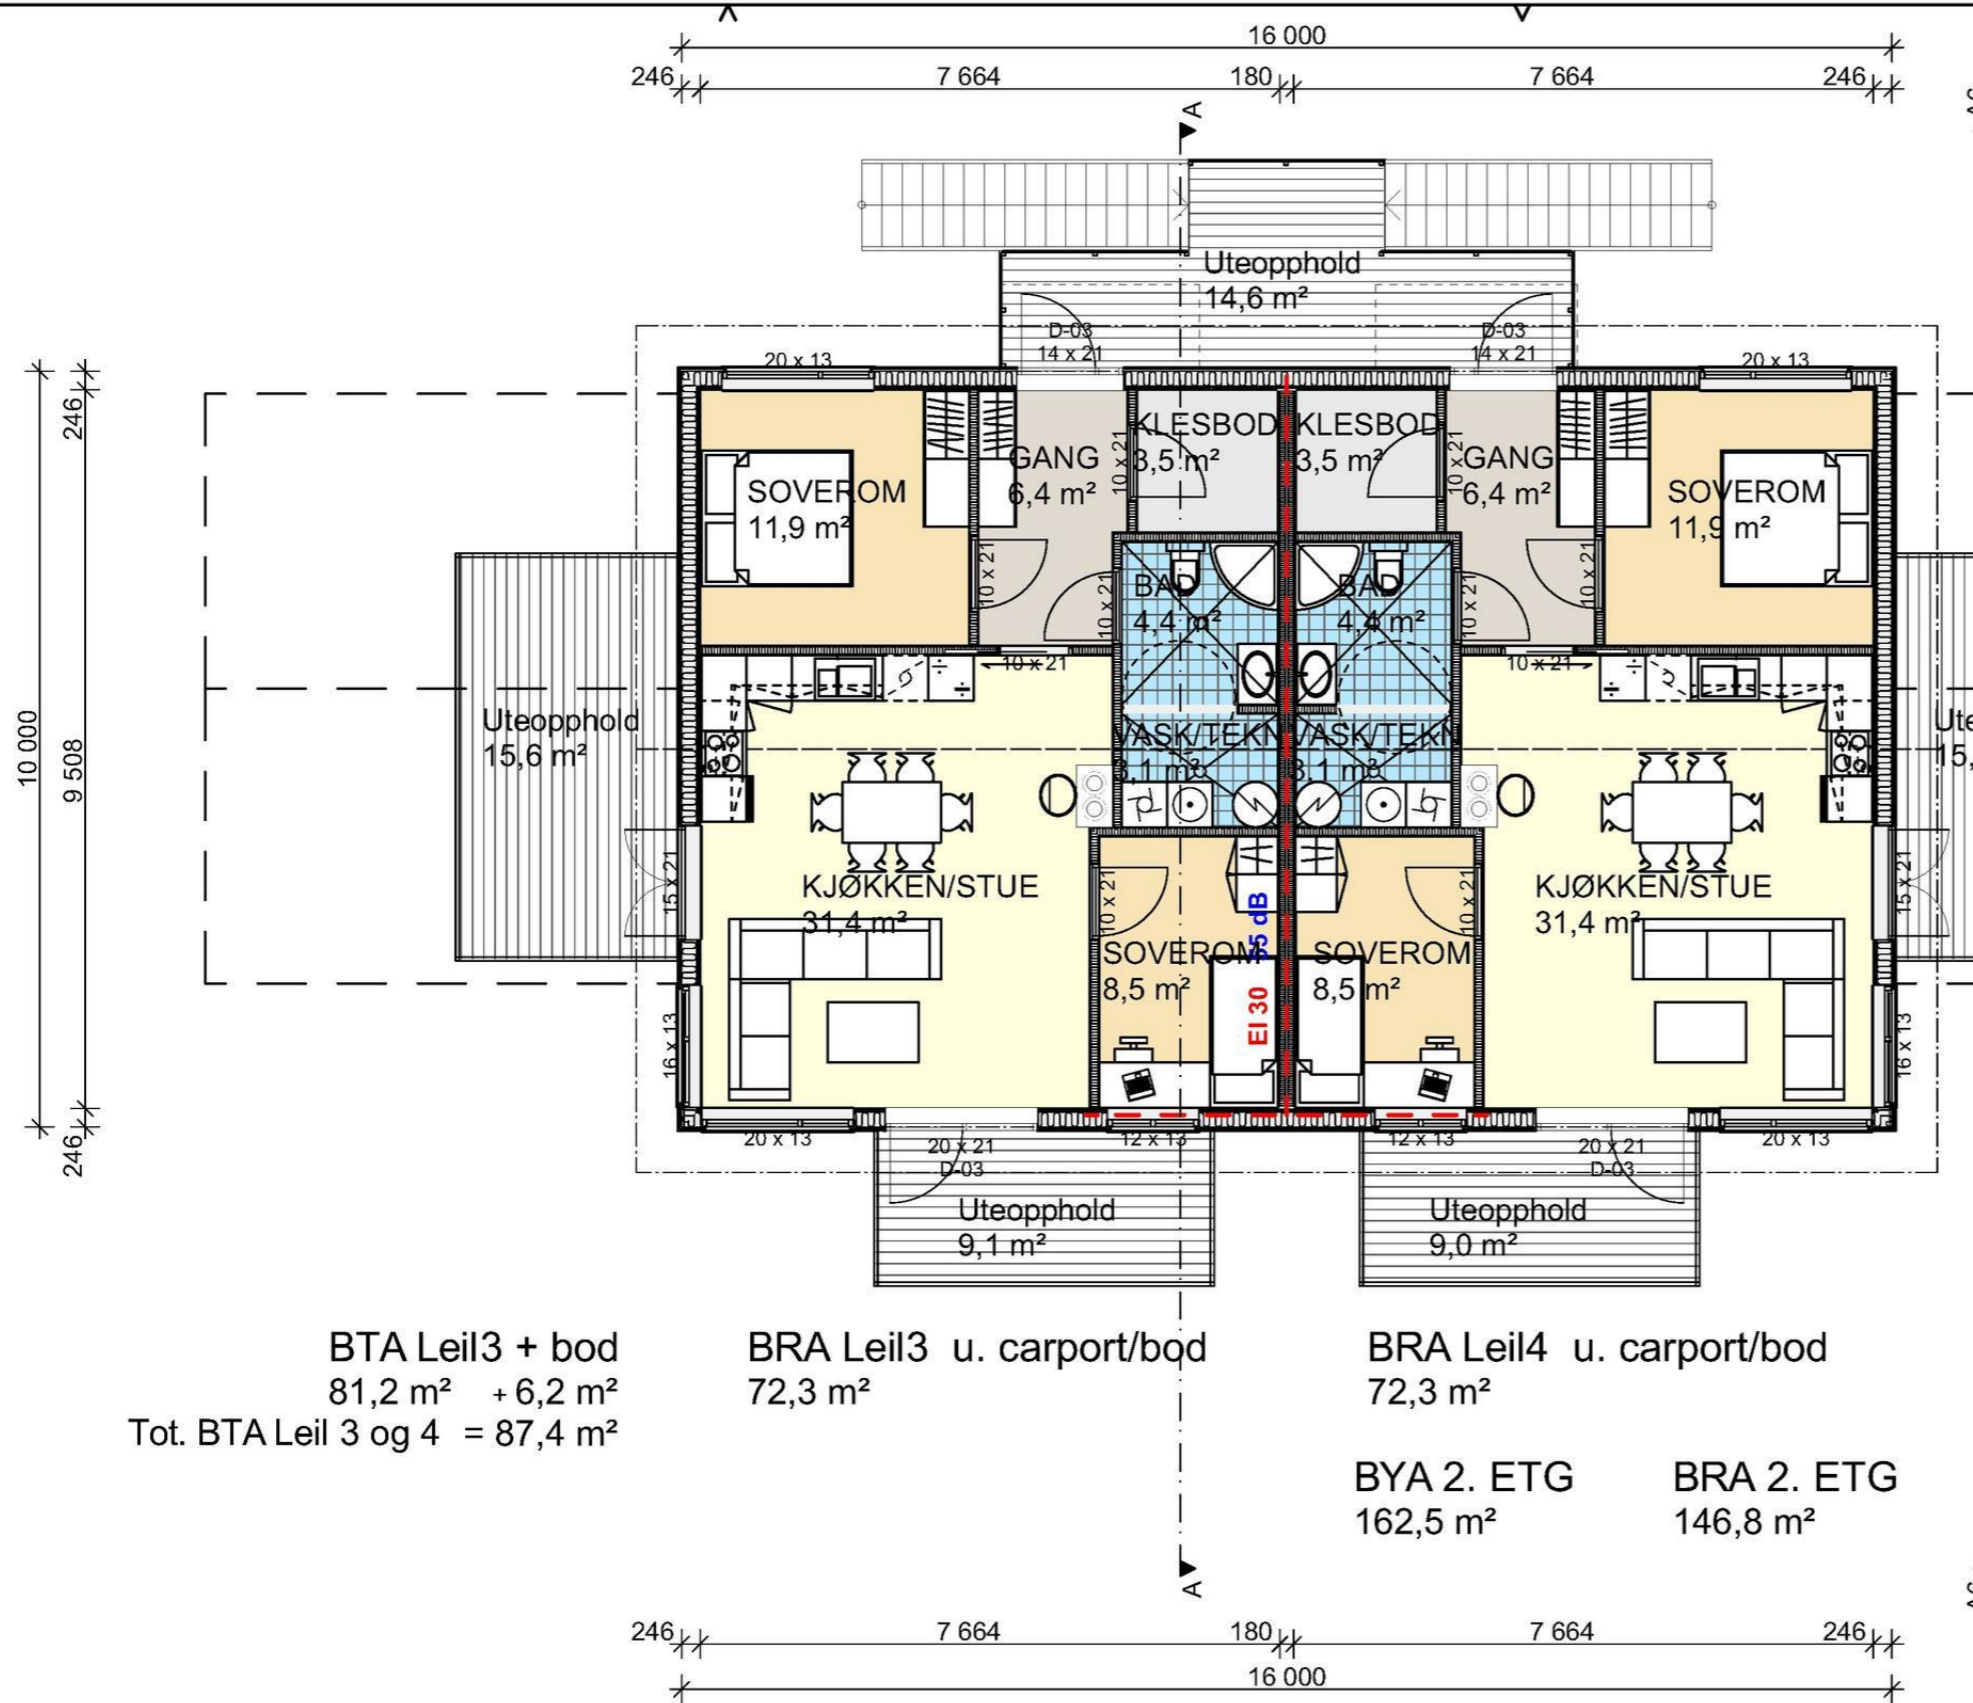 16 000
246 7 664 180 7 664 246
A
Uteopphold
14,6 m²
D-03
14 x 21
D-03
14 x 21
20 x 13
20 x 13
246
10 000
9 508
246
SOVEROM
11,9 m²
GANG
6,4 m²
10 x 21
KLESBOD
3,5 m²
KLESBOD
3,5 m²
10 x 21
GANG
6,4 m²
SOVEROM
11,9 m²
10 x 21
10 x 21
BAD
4,4 m²
BAD
4,4 m²
10 x 21
10 x 21
10 x 21
10 x 21
Uteopphold
15,6 m²
VASK/TEKN
3,1 m²
VASK/TEKN
3,1 m²
15 x 21
KJØKKEN/STUE
31,4 m²
10 x 21
SOVEROM
8,5 m²
55 dB
EI 30
SOVEROM
8,5 m²
10 x 21
KJØKKEN/STUE
31,4 m²
15 x 21
16 x 13
16 x 13
20 x 13
20 x 21
D-03
12 x 13
12 x 13
20 x 21
D-03
20 x 13
Uteopphold
9,1 m²
Uteopphold
9,0 m²
BTA Leil3 + bod
81,2 m² + 6,2 m²
Tot. BTA Leil 3 og 4 = 87,4 m²
BRA Leil3 u. carport/bod
72,3 m²
BRA Leil4 u. carport/bod
72,3 m²
BYA 2. ETG
162,5 m²
BRA 2. ETG
146,8 m²
A
246 7 664 180 7 664 246
16 000